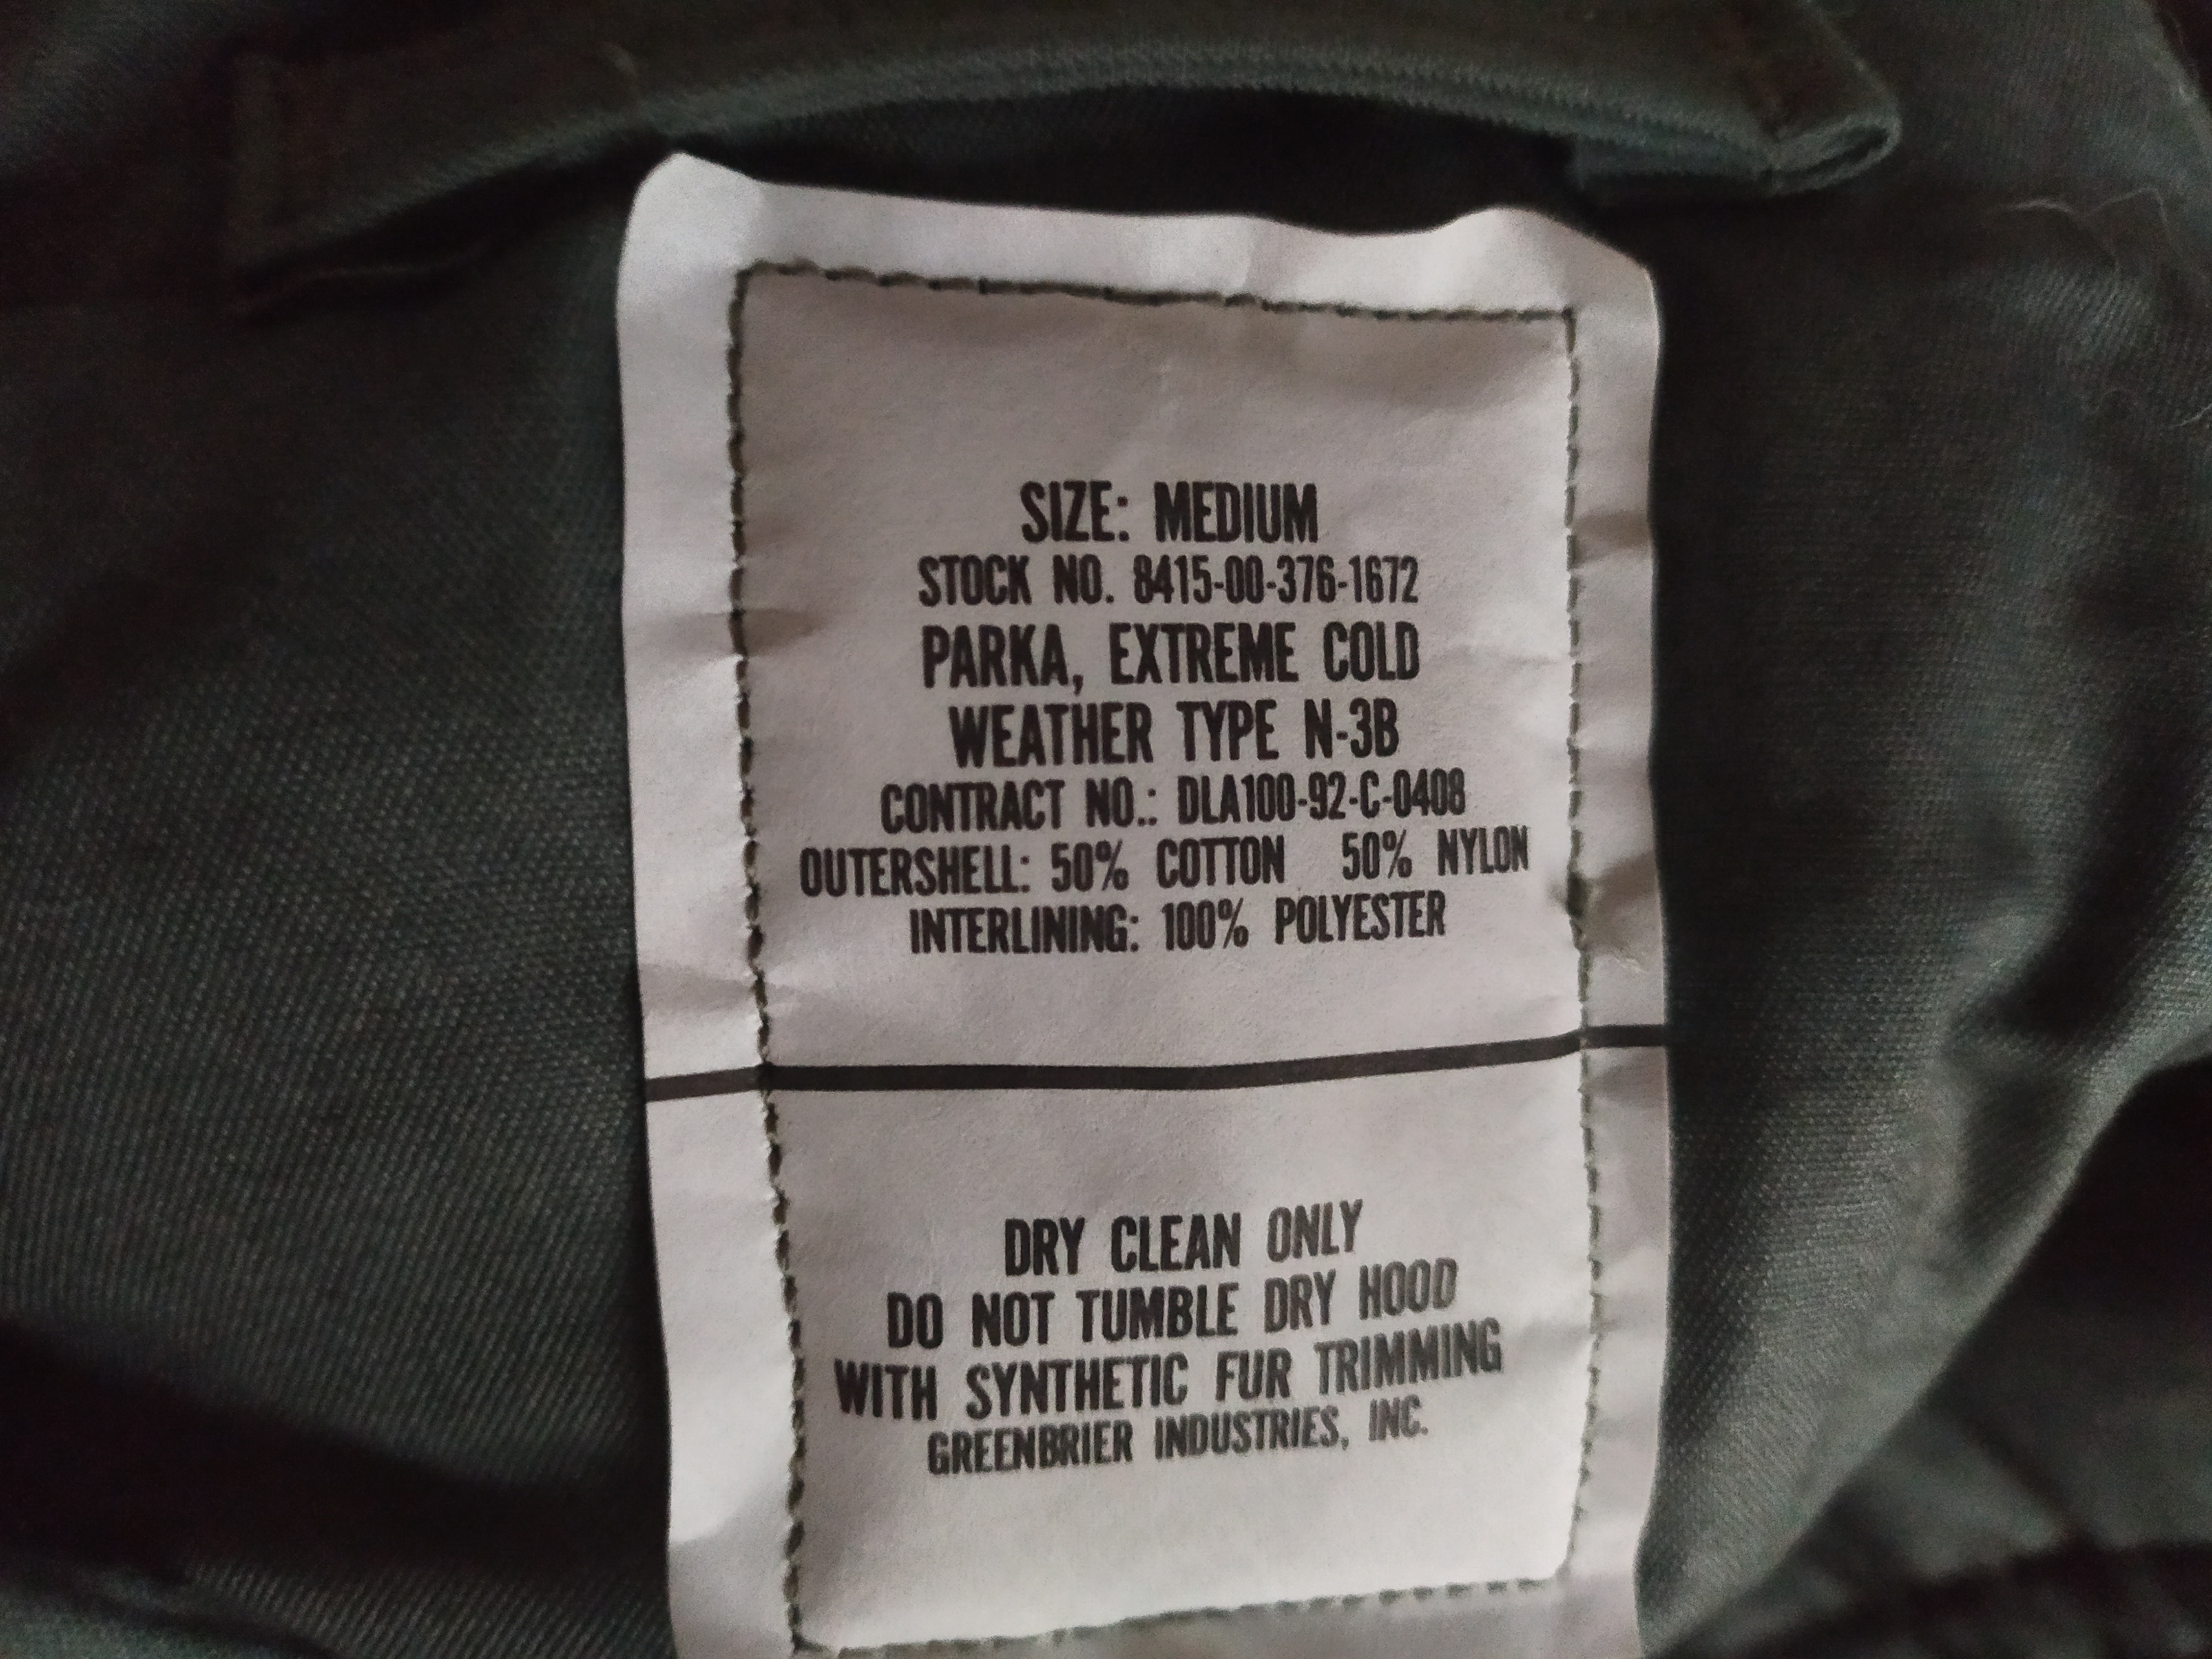 SIZE: MEDIUM
STOCK NO. 8415-00-376-1672
PARKA, EXTREME COLD
WEATHER TYPE N-3B
CONTRACT NO.: DLA100-92-C-0408
OUTERSHELL: 50% COTTON 50% NYLON
INTERLINING: 100% POLYESTER
DRY CLEAN ONLY
DO NOT TUMBLE DRY HOOD
WITH SYNTHETIC FUR TRIMMING
GREENBRIER INDUSTRIES, INC.